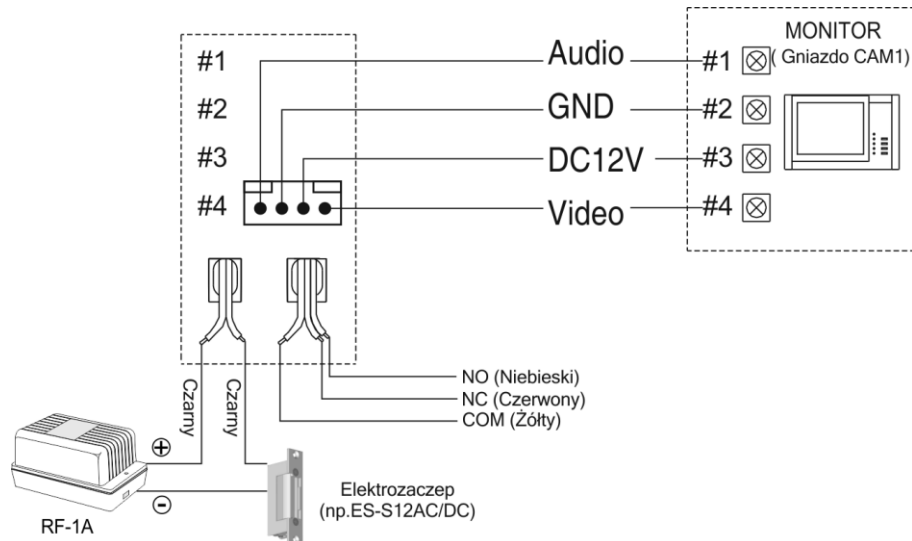 #1
#2
#3
#4
Audio
GND
DC12V
Video
MONITOR
( Gniazdo CAM1)
#1
#2
#3
#4
NO (Niebieski)
NC (Czerwony)
COM (Żółty)
Czarny
Czarny
+
-
RF-1A
Elektrozaczep
(np.ES-S12AC/DC)